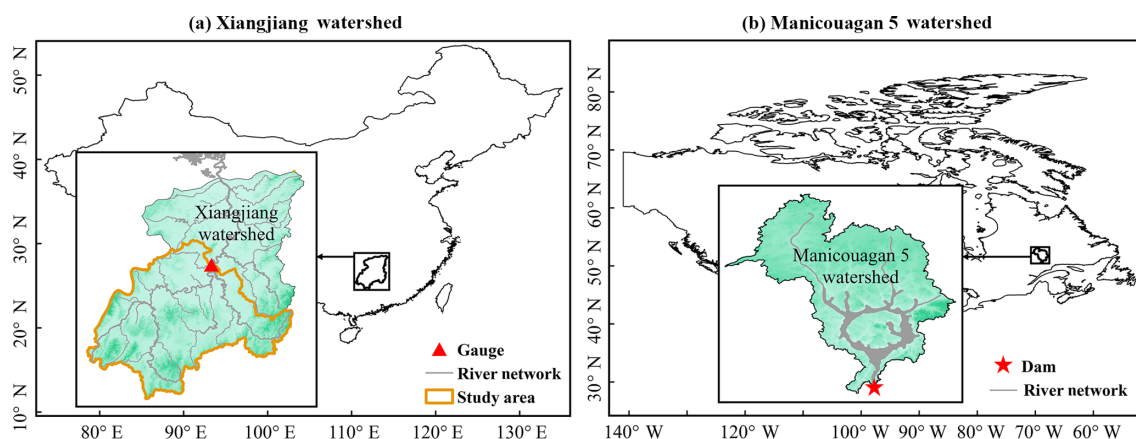 (a) Xiangjiang watershed
50° N
40° N
30° N
20° N
10° N
Xiangjiang
watershed
Gauge
River network
Study area
80° E
90° E
100° E
110° E
120° E
130° E
(b) Manicouagan 5 watershed
80° N
70° N
60° N
50° N
40° N
30° N
Manicouagan 5
watershed
Dam
River network
140° W
120° W
100° W
80° W
60° W